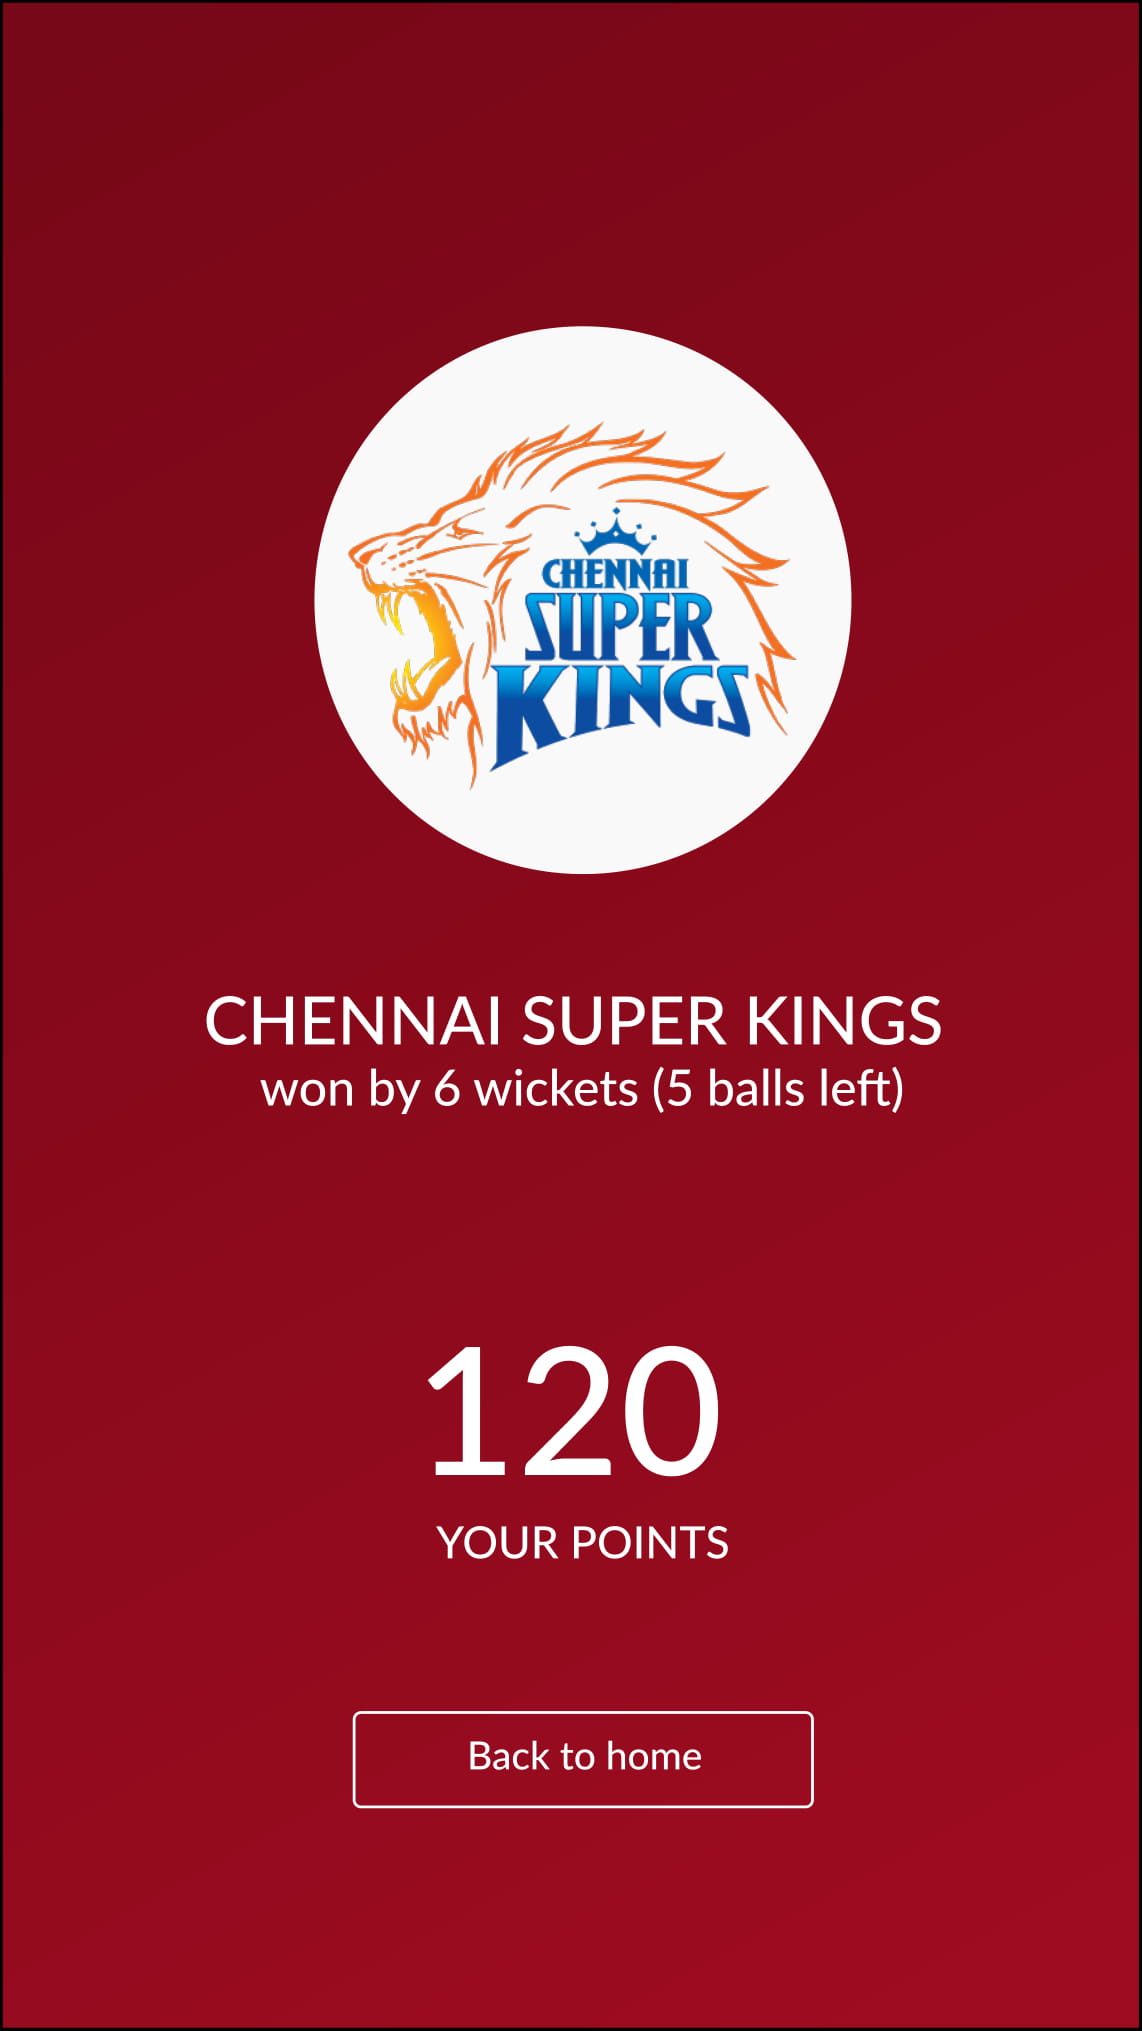 CHENNAI
SUPER
KINGS
CHENNAI SUPER KINGS
won by 6 wickets (5 balls left)
120
YOUR POINTS
Back to home